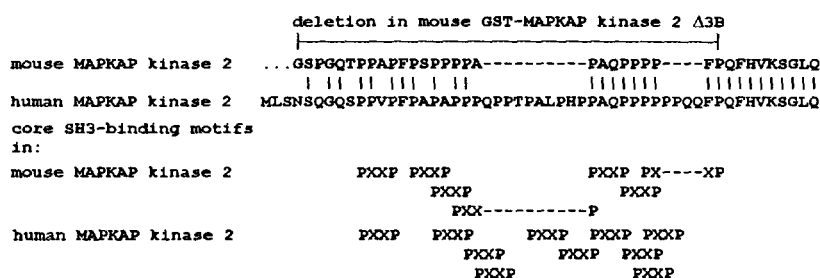 deletion in mouse GST-MAPKAP kinase 2 Δ3B
mouse MAPKAP kinase 2 ...GSPGQTPPAPFPSPPPPA-----------PAQPPPP----FPQFHVKSGLQ
human MAPKAP kinase 2 MLSNSQGQSPPVPFPAPAPPPQPPTPALPHPPAQPPPPPPQQFPQFHVKSGLQ
core SH3-binding motifs
in:
mouse MAPKAP kinase 2 PXXP PXXP PXXP PX----XP
PXXP PXXP
PXX-----------P
human MAPKAP kinase 2 PXXP PXXP PXXP PXXP PXXP
PXXP PXXP PXXP
PXXP PXXP